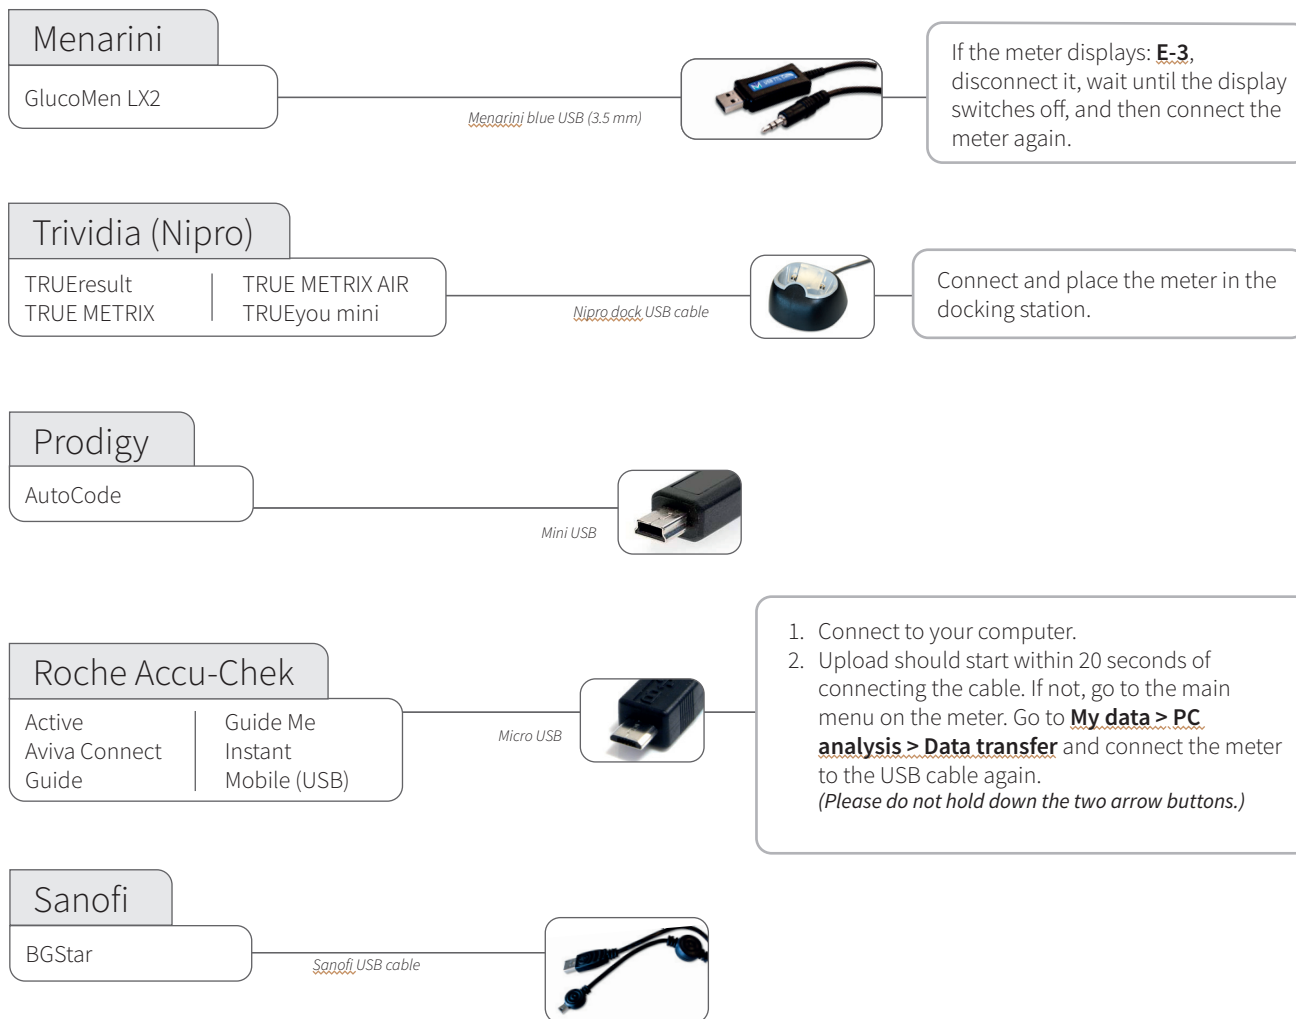 Menarini
GlucoMen LX2
Menarini blue USB (3.5 mm)
If the meter displays: E-3,
disconnect it, wait until the display
switches off, and then connect the
meter again.
Trividia (Nipro)
TRUEresult
TRUE METRIX
TRUE METRIX AIR
TRUEyou mini
Nipro dock USB cable
Connect and place the meter in the
docking station.
Prodigy
AutoCode
Mini USB
Roche Accu-Chek
Active
Aviva Connect
Guide
Guide Me
Instant
Mobile (USB)
Micro USB
1. Connect to your computer.
2. Upload should start within 20 seconds of
connecting the cable. If not, go to the main
menu on the meter. Go to My data > PC
analysis > Data transfer and connect the meter
to the USB cable again.
(Please do not hold down the two arrow buttons.)
Sanofi
BGStar
Sanofi USB cable